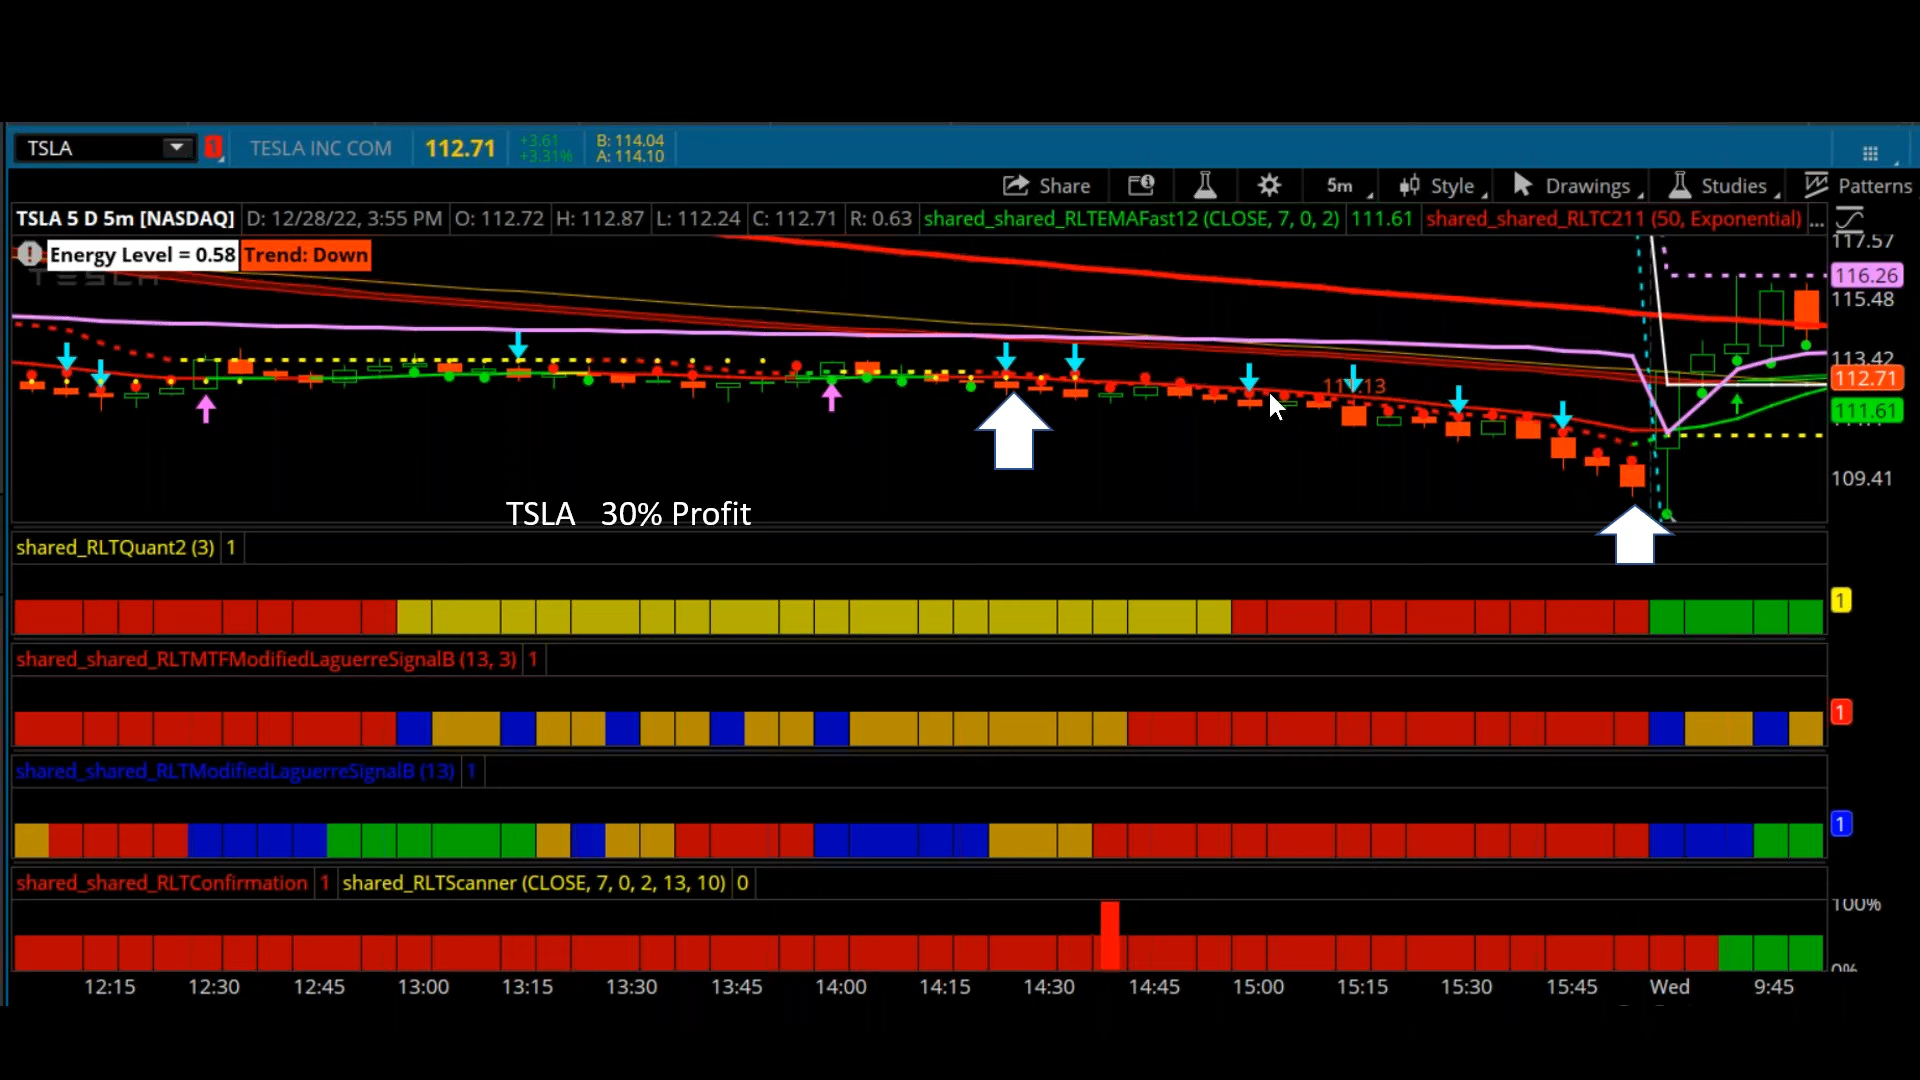 TSLA 1 TESLA INC COM 112.71 +3.61 +3.31% B: 114.04 A: 114.10
Share 5m Style Drawings Studies Patterns
TSLA 5 D 5m [NASDAQ] D: 12/28/22, 3:55 PM O: 112.72 H: 112.87 L: 112.24 C: 112.71 R: 0.63 shared_shared_RLTEMAFast12 (CLOSE, 7, 0, 2) 111.61 shared_shared_RLTC211 (50, Exponential) ...
117.57
Energy Level = 0.58 Trend: Down
TESLA
116.26
115.48
113.42
112.71
111.61
109.41
TSLA 30% Profit
shared_RLTQuant2 (3) 1
1
shared_shared_RLTMTFModifiedLaguerreSignalB (13, 3) 1
1
shared_shared_RLTModifiedLaguerreSignalB (13) 1
1
shared_shared_RLTConfirmation 1 shared_RLTScanner (CLOSE, 7, 0, 2, 13, 10) 0
100%
0%
12:15 12:30 12:45 13:00 13:15 13:30 13:45 14:00 14:15 14:30 14:45 15:00 15:15 15:30 15:45 Wed 9:45